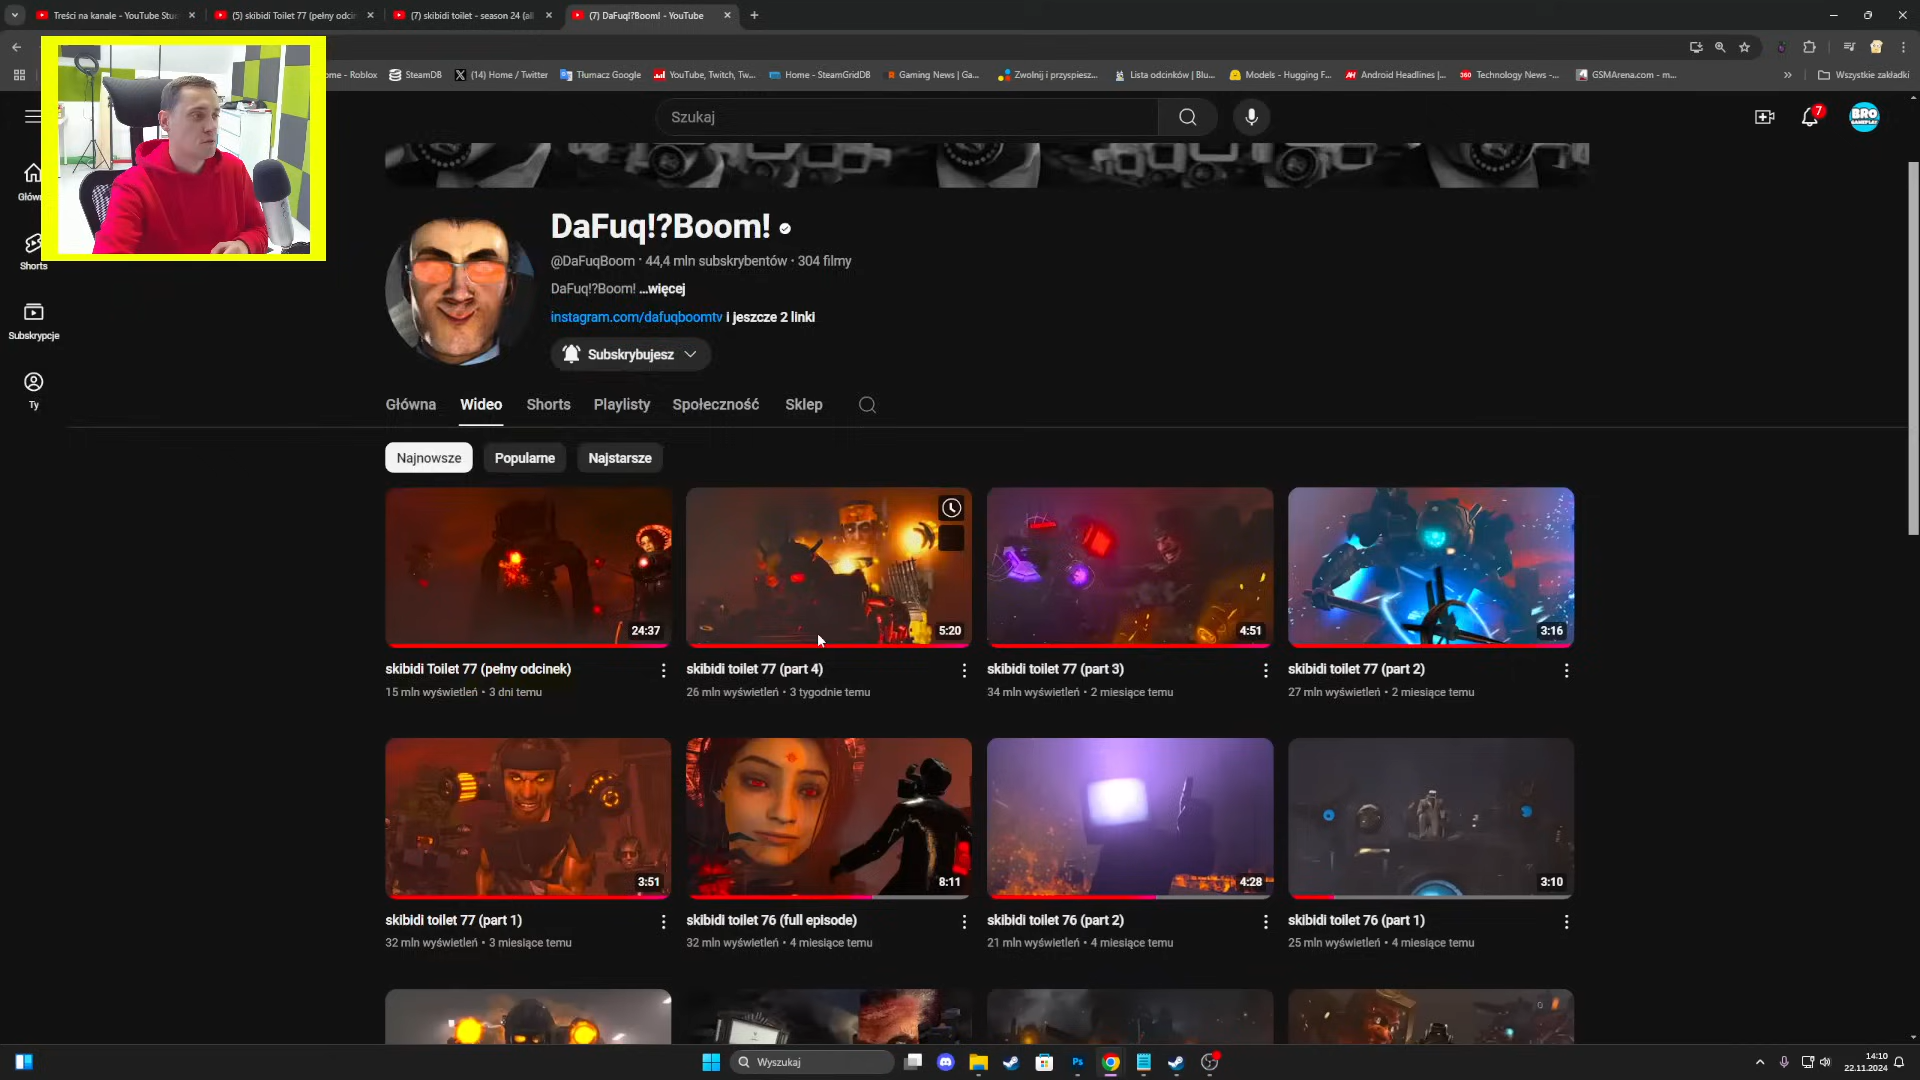 Treści na kanale - YouTube Stu
(5) skibidi Toilet 77 (pełny odcin
(7) skibidi toilet - season 24 (all
(7) DaFuq!?Boom! - YouTube
me - Roblox
SteamDB
(14) Home / Twitter
Tłumacz Google
YouTube, Twitch, Tw...
Home - SteamGridDB
Gaming News | Ga...
Zwolnij i przyspiesz...
Lista odcinków | Blu...
Models - Hugging F...
Android Headlines |...
Technology News -...
GSMArena.com - m...
Wszystkie zakładki
Szukaj
7
BRO
GAMEPLAY
Główn
Shorts
Subskrypcje
Ty
DaFuq!?Boom!
@DaFuqBoom · 44,4 mln subskrybentów · 304 filmy
DaFuq!?Boom! ...więcej
instagram.com/dafuqboomtv i jeszcze 2 linki
Subskrybujesz
Główna Wideo Shorts Playlisty Społeczność Sklep
Najnowsze Popularne Najstarsze
24:37 5:20 4:51 3:16
skibidi Toilet 77 (pełny odcinek)
15 mln wyświetleń • 3 dni temu
skibidi toilet 77 (part 4)
26 mln wyświetleń • 3 tygodnie temu
skibidi toilet 77 (part 3)
34 mln wyświetleń • 2 miesiące temu
skibidi toilet 77 (part 2)
27 mln wyświetleń • 2 miesiące temu
3:51 8:11 4:28 3:10
skibidi toilet 77 (part 1)
32 mln wyświetleń • 3 miesiące temu
skibidi toilet 76 (full episode)
32 mln wyświetleń • 4 miesiące temu
skibidi toilet 76 (part 2)
21 mln wyświetleń • 4 miesiące temu
skibidi toilet 76 (part 1)
25 mln wyświetleń • 4 miesiące temu
Wyszukaj
Ps
14:10
22.11.2024